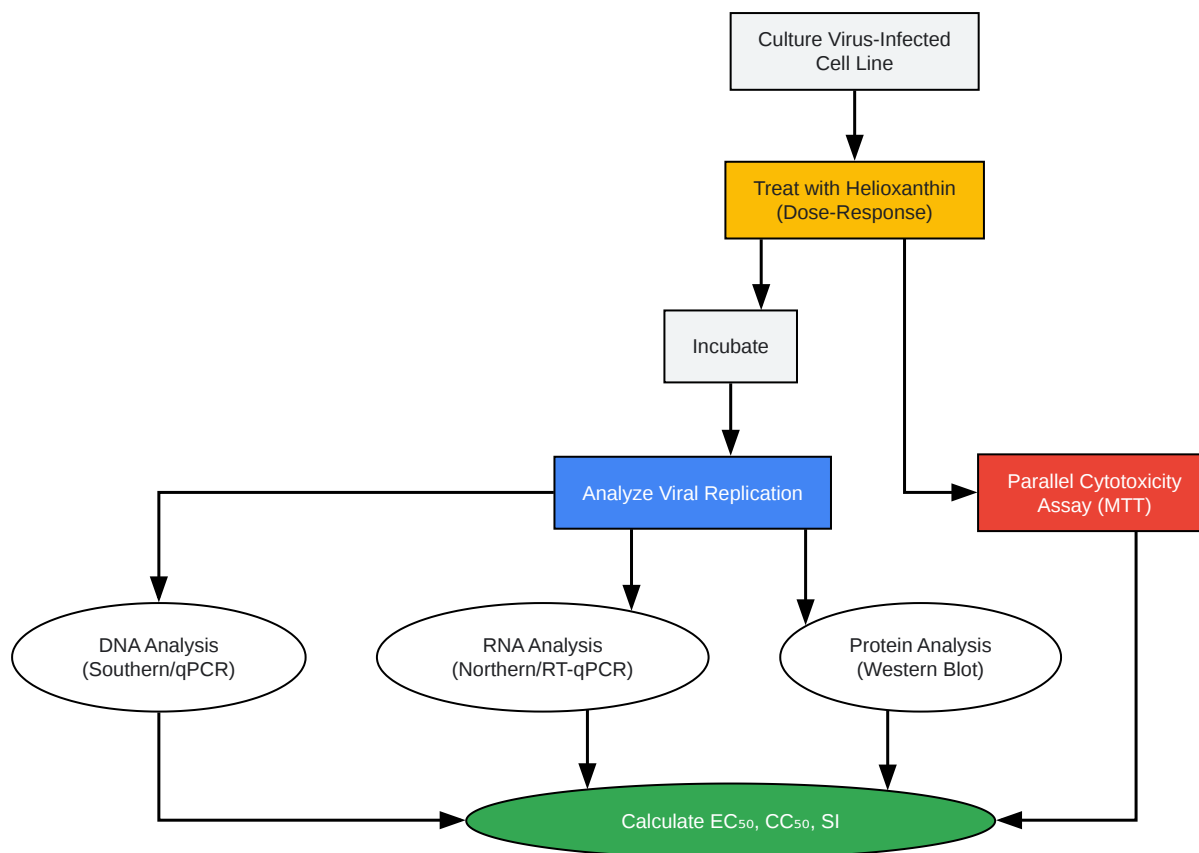 Culture Virus-Infected
Cell Line
Treat with Helioxanthin
(Dose-Response)
Incubate
Analyze Viral Replication
Parallel Cytotoxicity
Assay (MTT)
DNA Analysis
(Southern/qPCR)
RNA Analysis
(Northern/RT-qPCR)
Protein Analysis
(Western Blot)
Calculate EC₅₀, CC₅₀, SI